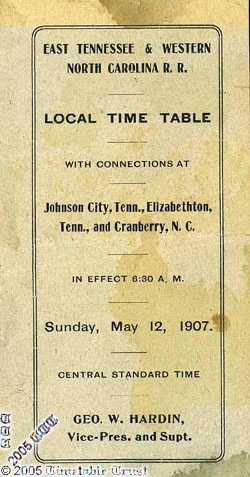 EAST TENNESSEE & WESTERN
NORTH CAROLINA R. R.
LOCAL TIME TABLE
WITH CONNECTIONS AT
Johnson City, Tenn., Elizabethton,
Tenn., and Cranberry, N. C.
IN EFFECT 6:30 A. M.
Sunday, May 12, 1907.
CENTRAL STANDARD TIME
GEO. W. HARDIN,
Vice-Pres. and Supt.
2005
© 2005 Timetable Trust